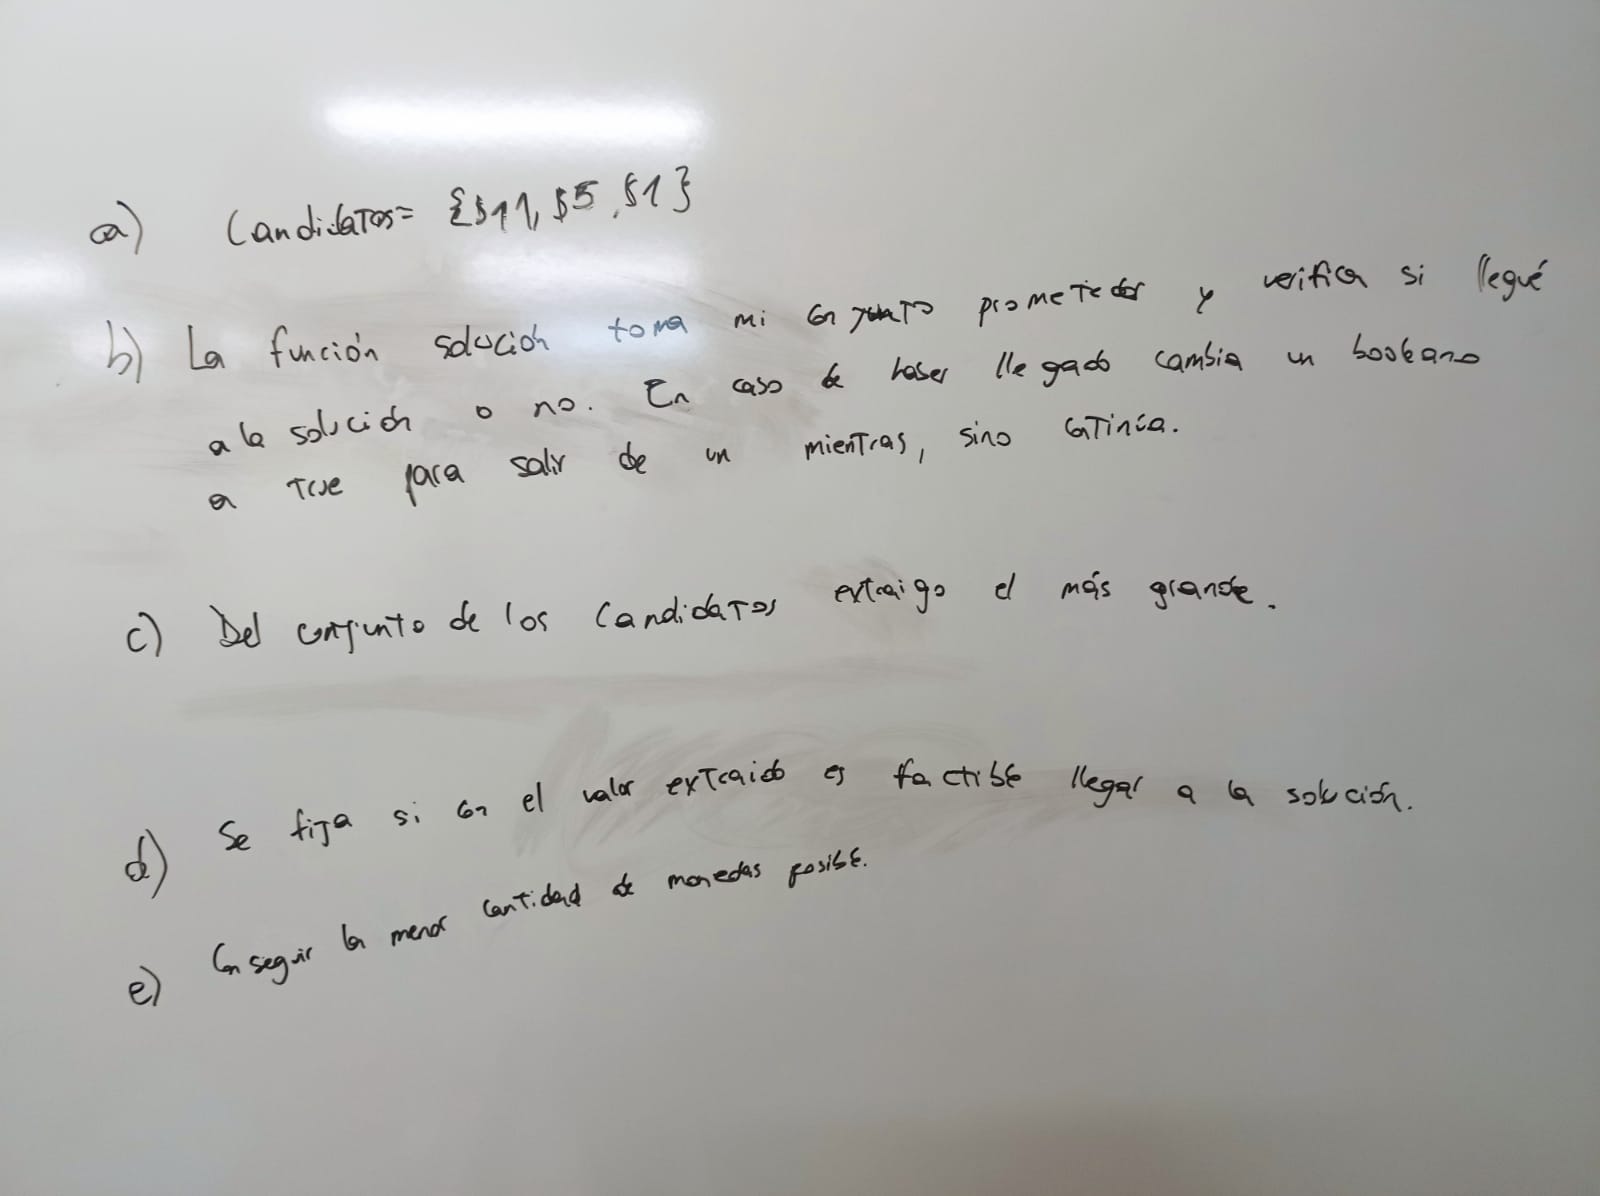 a) Candidatos= {$11, $5, $1}
b) La función solución toma mi conjunto prometedor y verifica si llegué
a la solución o no. En caso de haber llegado cambia un booleano
a true para salir de un mientras, sino continúa.
c) Del conjunto de los candidatos extraigo el más grande.
d) Se fija si con el valor extraido es factible llegar a la solución.
e) Conseguir la menor cantidad de monedas posible.